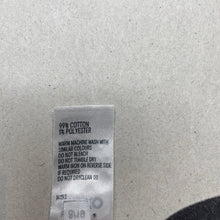 99% COTTON
1% POLYESTER
WARM MACHINE WASH WITH
SIMILAR COLOURS
DO NOT BLEACH
DO NOT TUMBLE DRY
WARM IRON ON REVERSE SIDE
IF REQUIRED
DO NOT DRYCLEAN